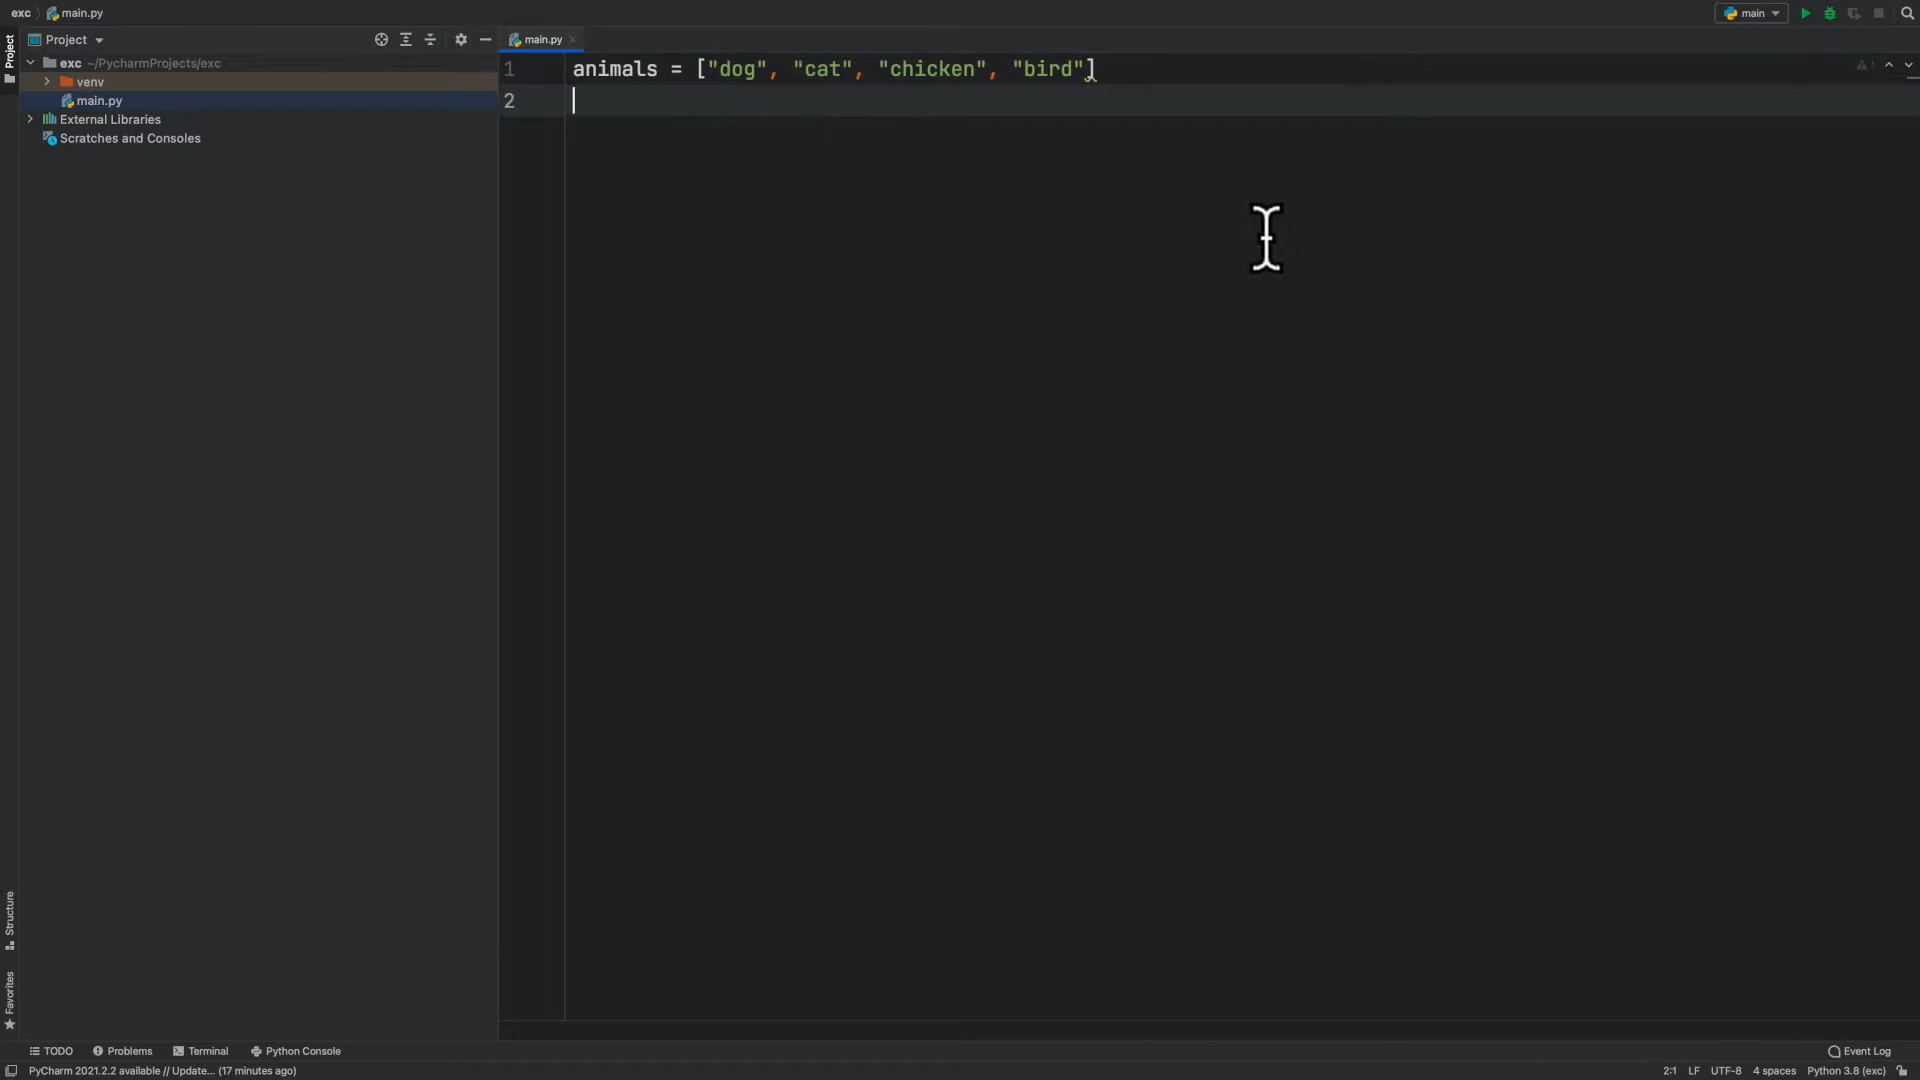 exc main.py
main
Project
main.py
Project
1 animals = ["dog", "cat", "chicken", "bird"]
1
exc ~/PycharmProjects/exc
venv
2
main.py
External Libraries
Scratches and Consoles
Structure
Favorites
TODO Problems Terminal Python Console
Event Log
PyCharm 2021.2.2 available // Update... (17 minutes ago)
2:1 LF UTF-8 4 spaces Python 3.8 (exc)